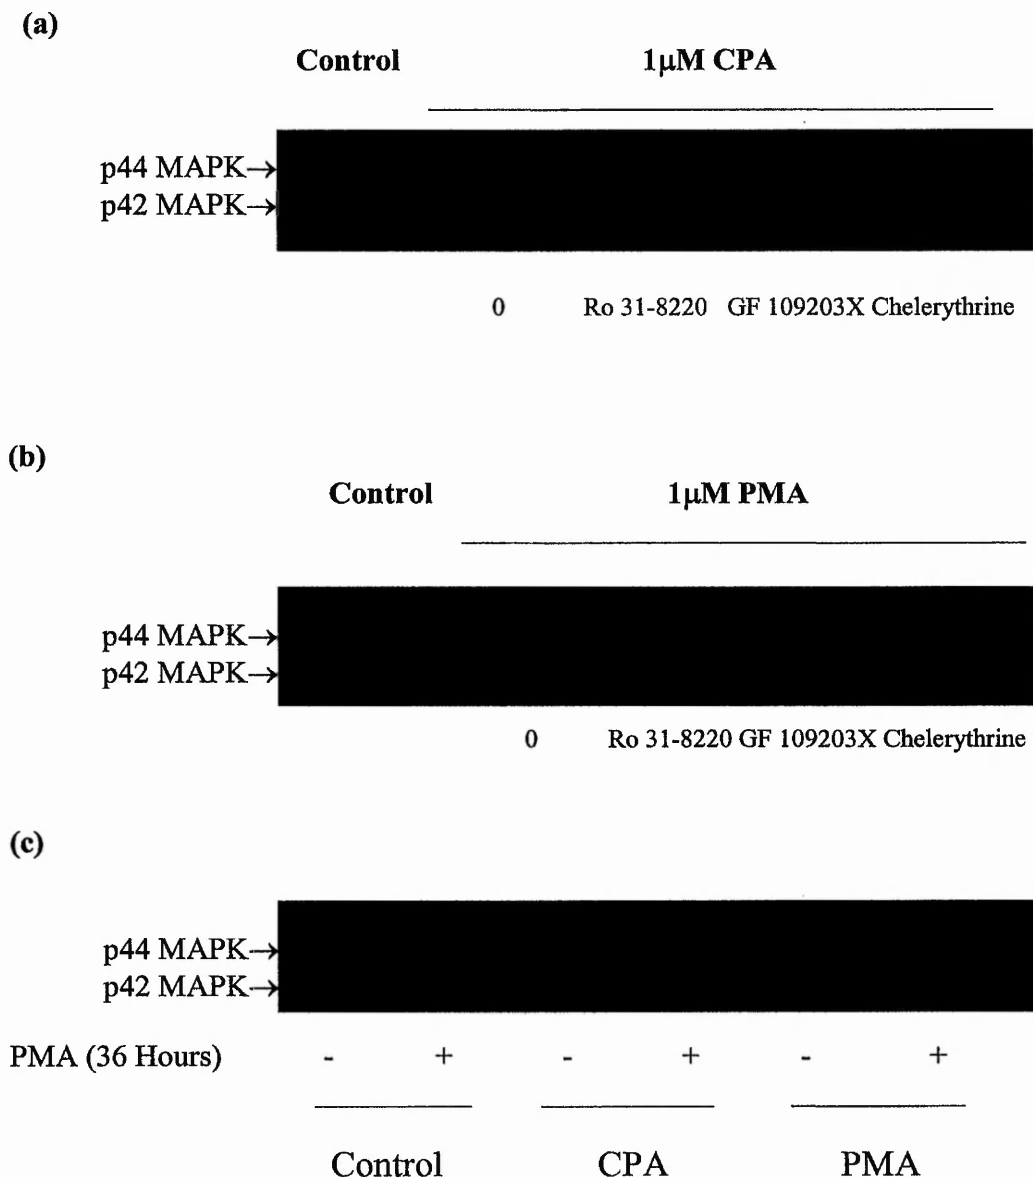 (a)
Control 1µM CPA
p44 MAPK→
p42 MAPK→
0 Ro 31-8220 GF 109203X Chelerythrine
(b)
Control 1µM PMA
p44 MAPK→
p42 MAPK→
0 Ro 31-8220 GF 109203X Chelerythrine
(c)
p44 MAPK→
p42 MAPK→
PMA (36 Hours) - + - + - +
Control CPA PMA